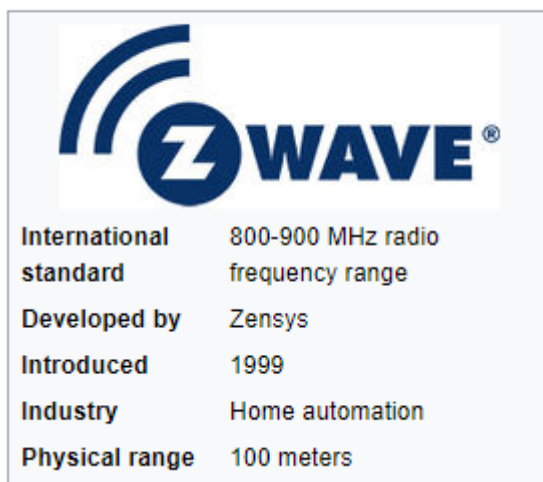 Z WAVE®
International standard 800-900 MHz radio frequency range
Developed by Zensys
Introduced 1999
Industry Home automation
Physical range 100 meters